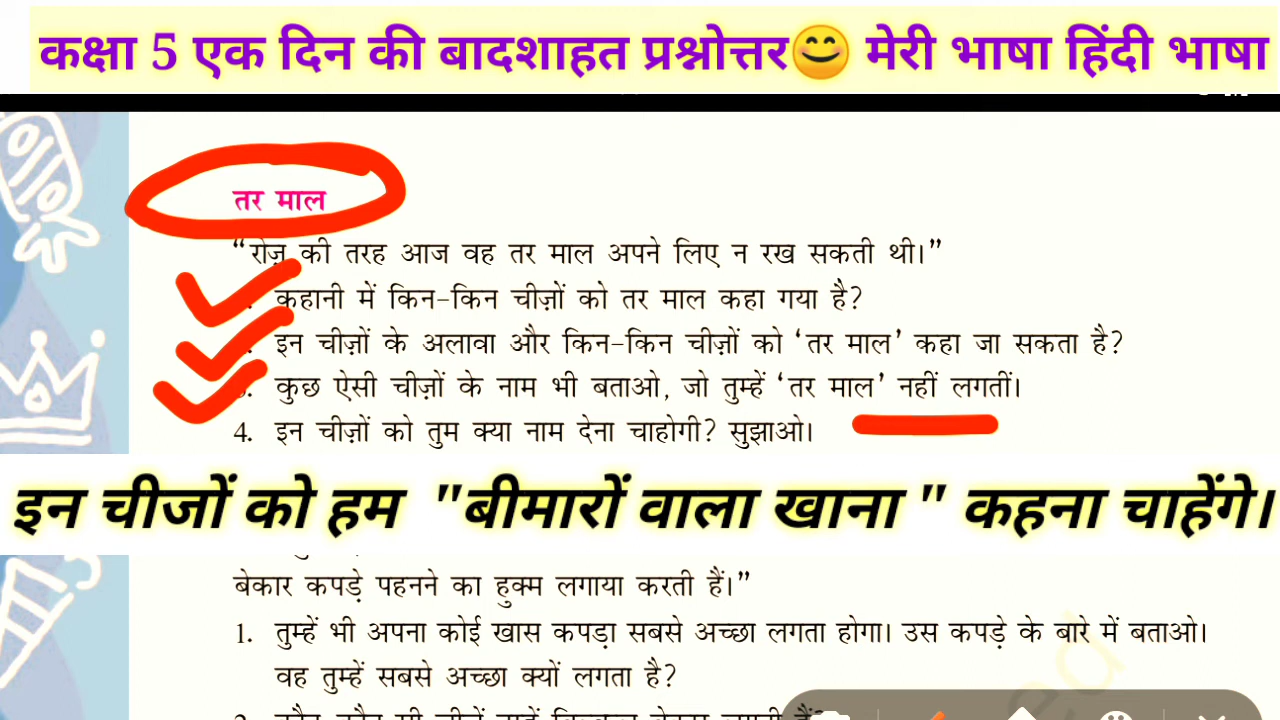 कक्षा 5 एक दिन की बादशाहत प्रश्नोत्तर😊 मेरी भाषा हिंदी भाषा
तर माल
“रोज़ की तरह आज वह तर माल अपने लिए न रख सकती थी।”
कहानी में किन-किन चीज़ों को तर माल कहा गया है?
इन चीज़ों के अलावा और किन-किन चीज़ों को ‘तर माल’ कहा जा सकता है?
3. कुछ ऐसी चीज़ों के नाम भी बताओ, जो तुम्हें ‘तर माल’ नहीं लगतीं।
4. इन चीज़ों को तुम क्या नाम देना चाहोगी? सुझाओ।
इन चीजों को हम "बीमारों वाला खाना " कहना चाहेंगे।
बेकार कपड़े पहनने का हुक्म लगाया करती हैं।”
1. तुम्हें भी अपना कोई खास कपड़ा सबसे अच्छा लगता होगा। उस कपड़े के बारे में बताओ।
वह तुम्हें सबसे अच्छा क्यों लगता है?